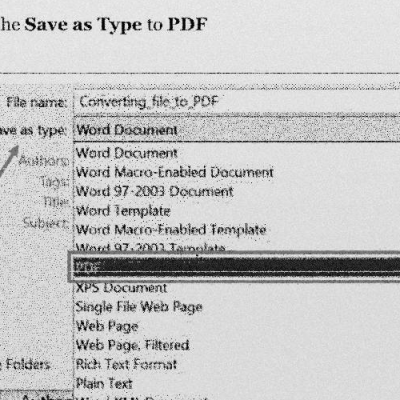 he Save as Type to PDF
File name: Converting_file_to_PDF
ave as type: Word Document
Word Document
Authors:
Word Macro-Enabled Document
Tags:
Word 97-2003 Document
Title:
Word Template
Subject:
Word Macro-Enabled Template
Word 97-2003 Template
PDF
XPS Document
Single File Web Page
Web Page
Web Page, Filtered
Folders
Rich Text Format
Plain Text